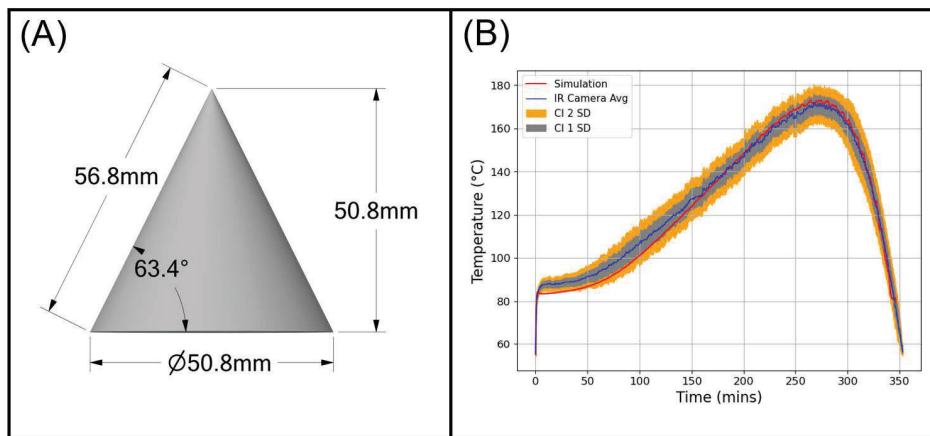 (A)
56.8mm
50.8mm
63.4°
Ø50.8mm
(B)
Simulation
IR Camera Avg
CI 2 SD
CI 1 SD
180
160
140
120
100
80
60
Temperature (°C)
0 50 100 150 200 250 300 350
Time (mins)